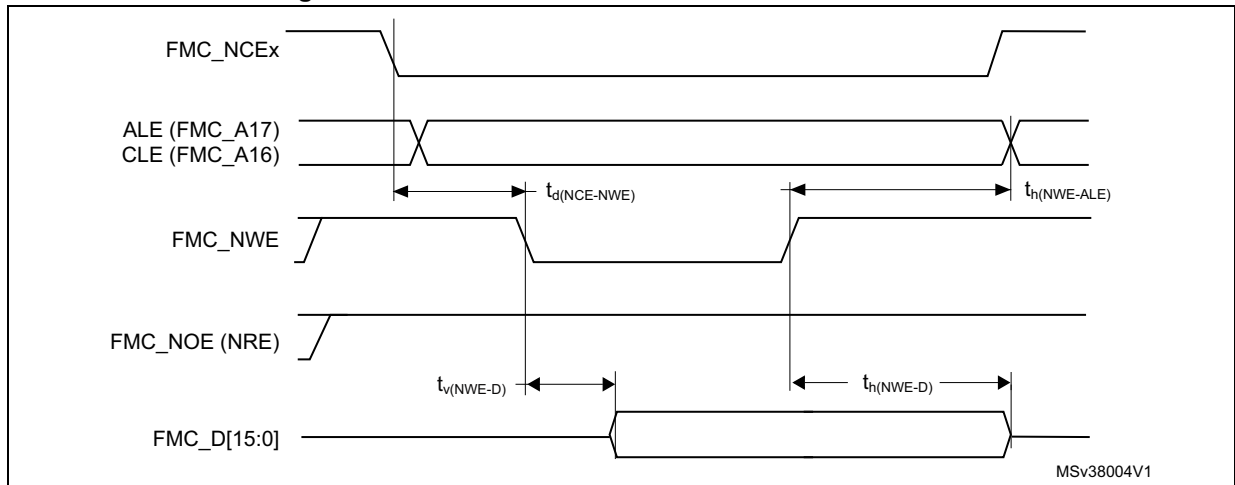 FMC_NCEx
ALE (FMC_A17)
CLE (FMC_A16)
td(NCE-NWE)
th(NWE-ALE)
FMC_NWE
FMC_NOE (NRE)
tv(NWE-D)
th(NWE-D)
FMC_D[15:0]
MSv38004V1